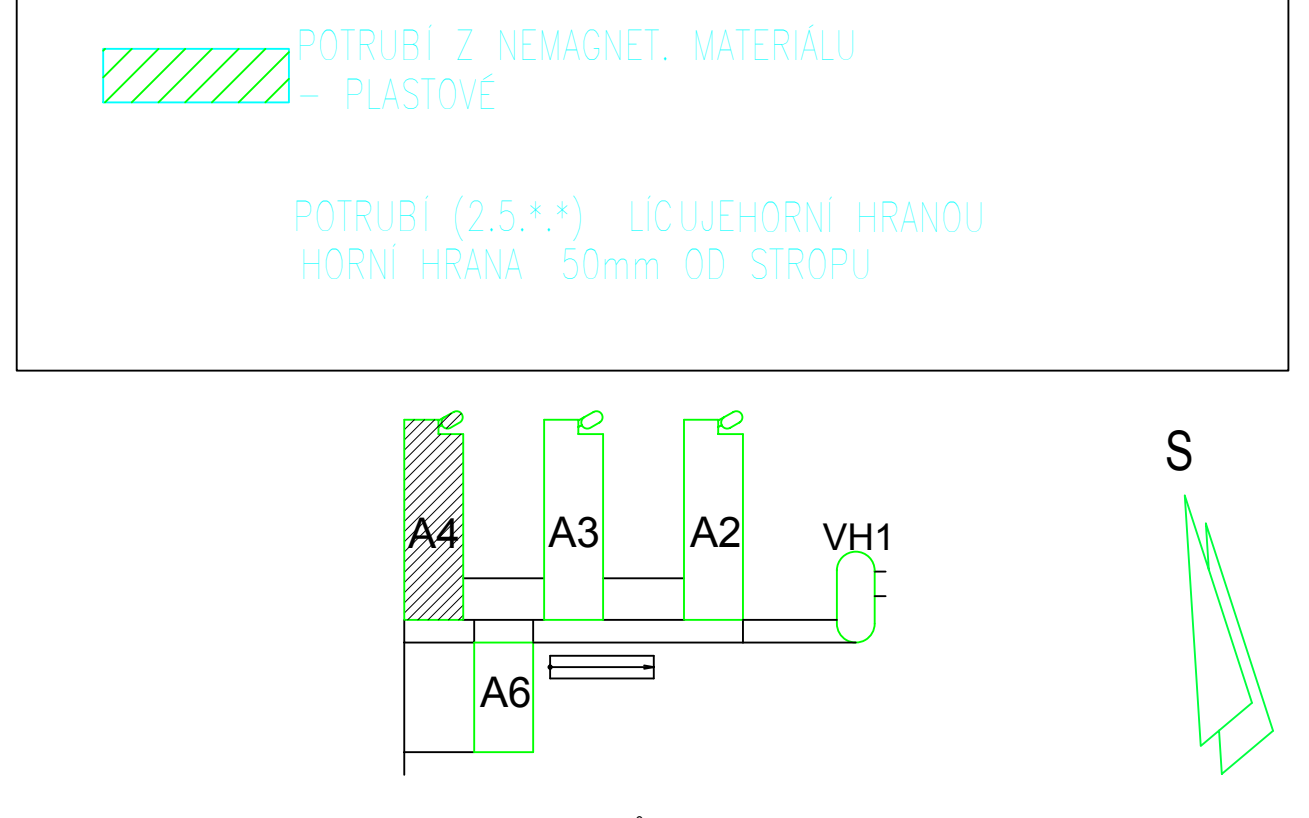 POTRUBÍ Z NEMAGNET. MATERIÁLU
– PLASTOVÉ
POTRUBÍ (2.5.*.*) LÍCUJEHORNÍ HRANOU
HORNÍ HRANA 50mm OD STROPU
S
A4 A3 A2 VH1
A6